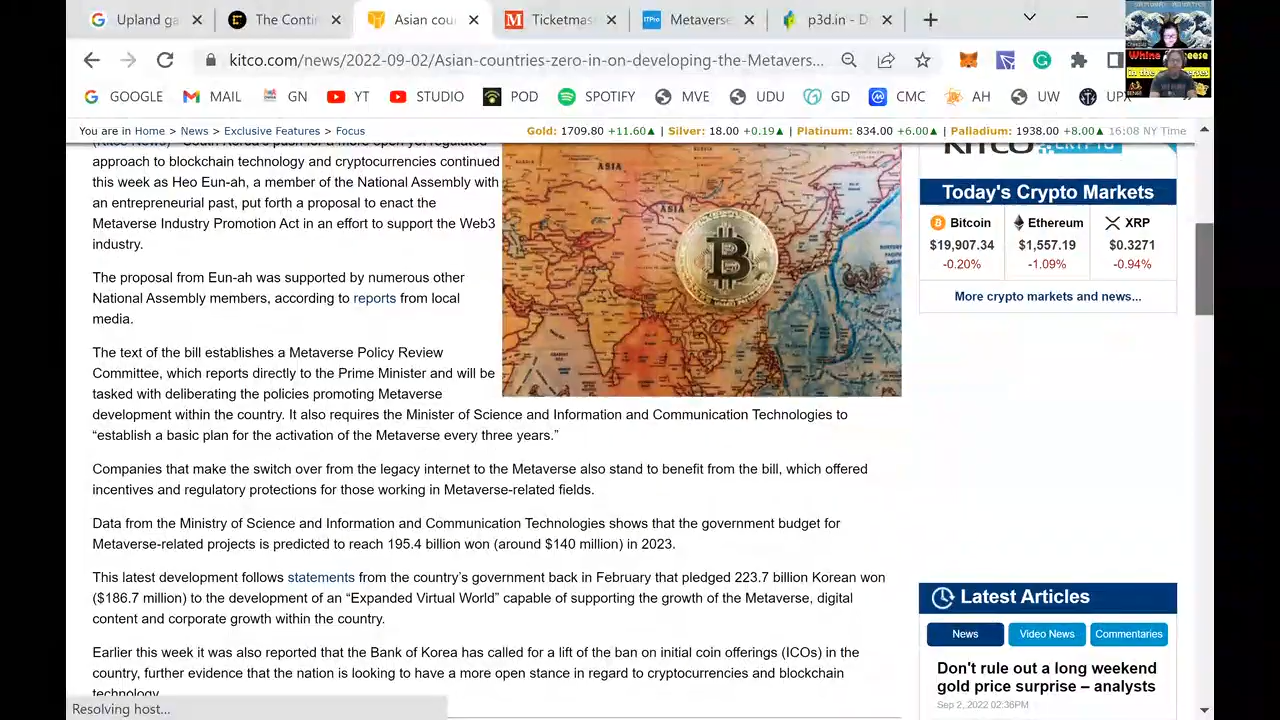 Upland ga
The Conti
Asian cou
Ticketmas
Metaverse
p3d.in - D
kitco.com/news/2022-09-02/
an-countries-zero-in-on-developing-the-Metavers...
GOOGLE
MAIL
GN
YT
STUDIO
POD
SPOTIFY
MVE
EDU
GD
CMC
AH
UW
UPX
Whine
Cheese
in the
You are in Home > News > Exclusive Features > Focus
Gold: 1709.80 +11.60▲ | Silver: 18.00 +0.19▲ | Platinum: 834.00 +6.00▲ | Palladium: 1938.00 +8.00▲ 16:08 NY Time
approach to blockchain technology and cryptocurrencies continued
this week as Heo Eun-ah, a member of the National Assembly with
an entrepreneurial past, put forth a proposal to enact the
Metaverse Industry Promotion Act in an effort to support the Web3
industry.
The proposal from Eun-ah was supported by numerous other
National Assembly members, according to reports from local
media.
The text of the bill establishes a Metaverse Policy Review
Committee, which reports directly to the Prime Minister and will be
tasked with deliberating the policies promoting Metaverse
development within the country. It also requires the Minister of Science and Information and Communication Technologies to
“establish a basic plan for the activation of the Metaverse every three years.”
Companies that make the switch over from the legacy internet to the Metaverse also stand to benefit from the bill, which offered
incentives and regulatory protections for those working in Metaverse-related fields.
Data from the Ministry of Science and Information and Communication Technologies shows that the government budget for
Metaverse-related projects is predicted to reach 195.4 billion won (around $140 million) in 2023.
This latest development follows statements from the country’s government back in February that pledged 223.7 billion Korean won
($186.7 million) to the development of an “Expanded Virtual World” capable of supporting the growth of the Metaverse, digital
content and corporate growth within the country.
Earlier this week it was also reported that the Bank of Korea has called for a lift of the ban on initial coin offerings (ICOs) in the
country, further evidence that the nation is looking to have a more open stance in regard to cryptocurrencies and blockchain
technology.
ASIA
ASIA
KITCO CRYPTO
Today's Crypto Markets
Bitcoin
Ethereum
XRP
$19,907.34
$1,557.19
$0.3271
-0.20%
-1.09%
-0.94%
More crypto markets and news...
Latest Articles
News
Video News
Commentaries
Don't rule out a long weekend
gold price surprise – analysts
Sep 2, 2022 02:36PM
Resolving host...